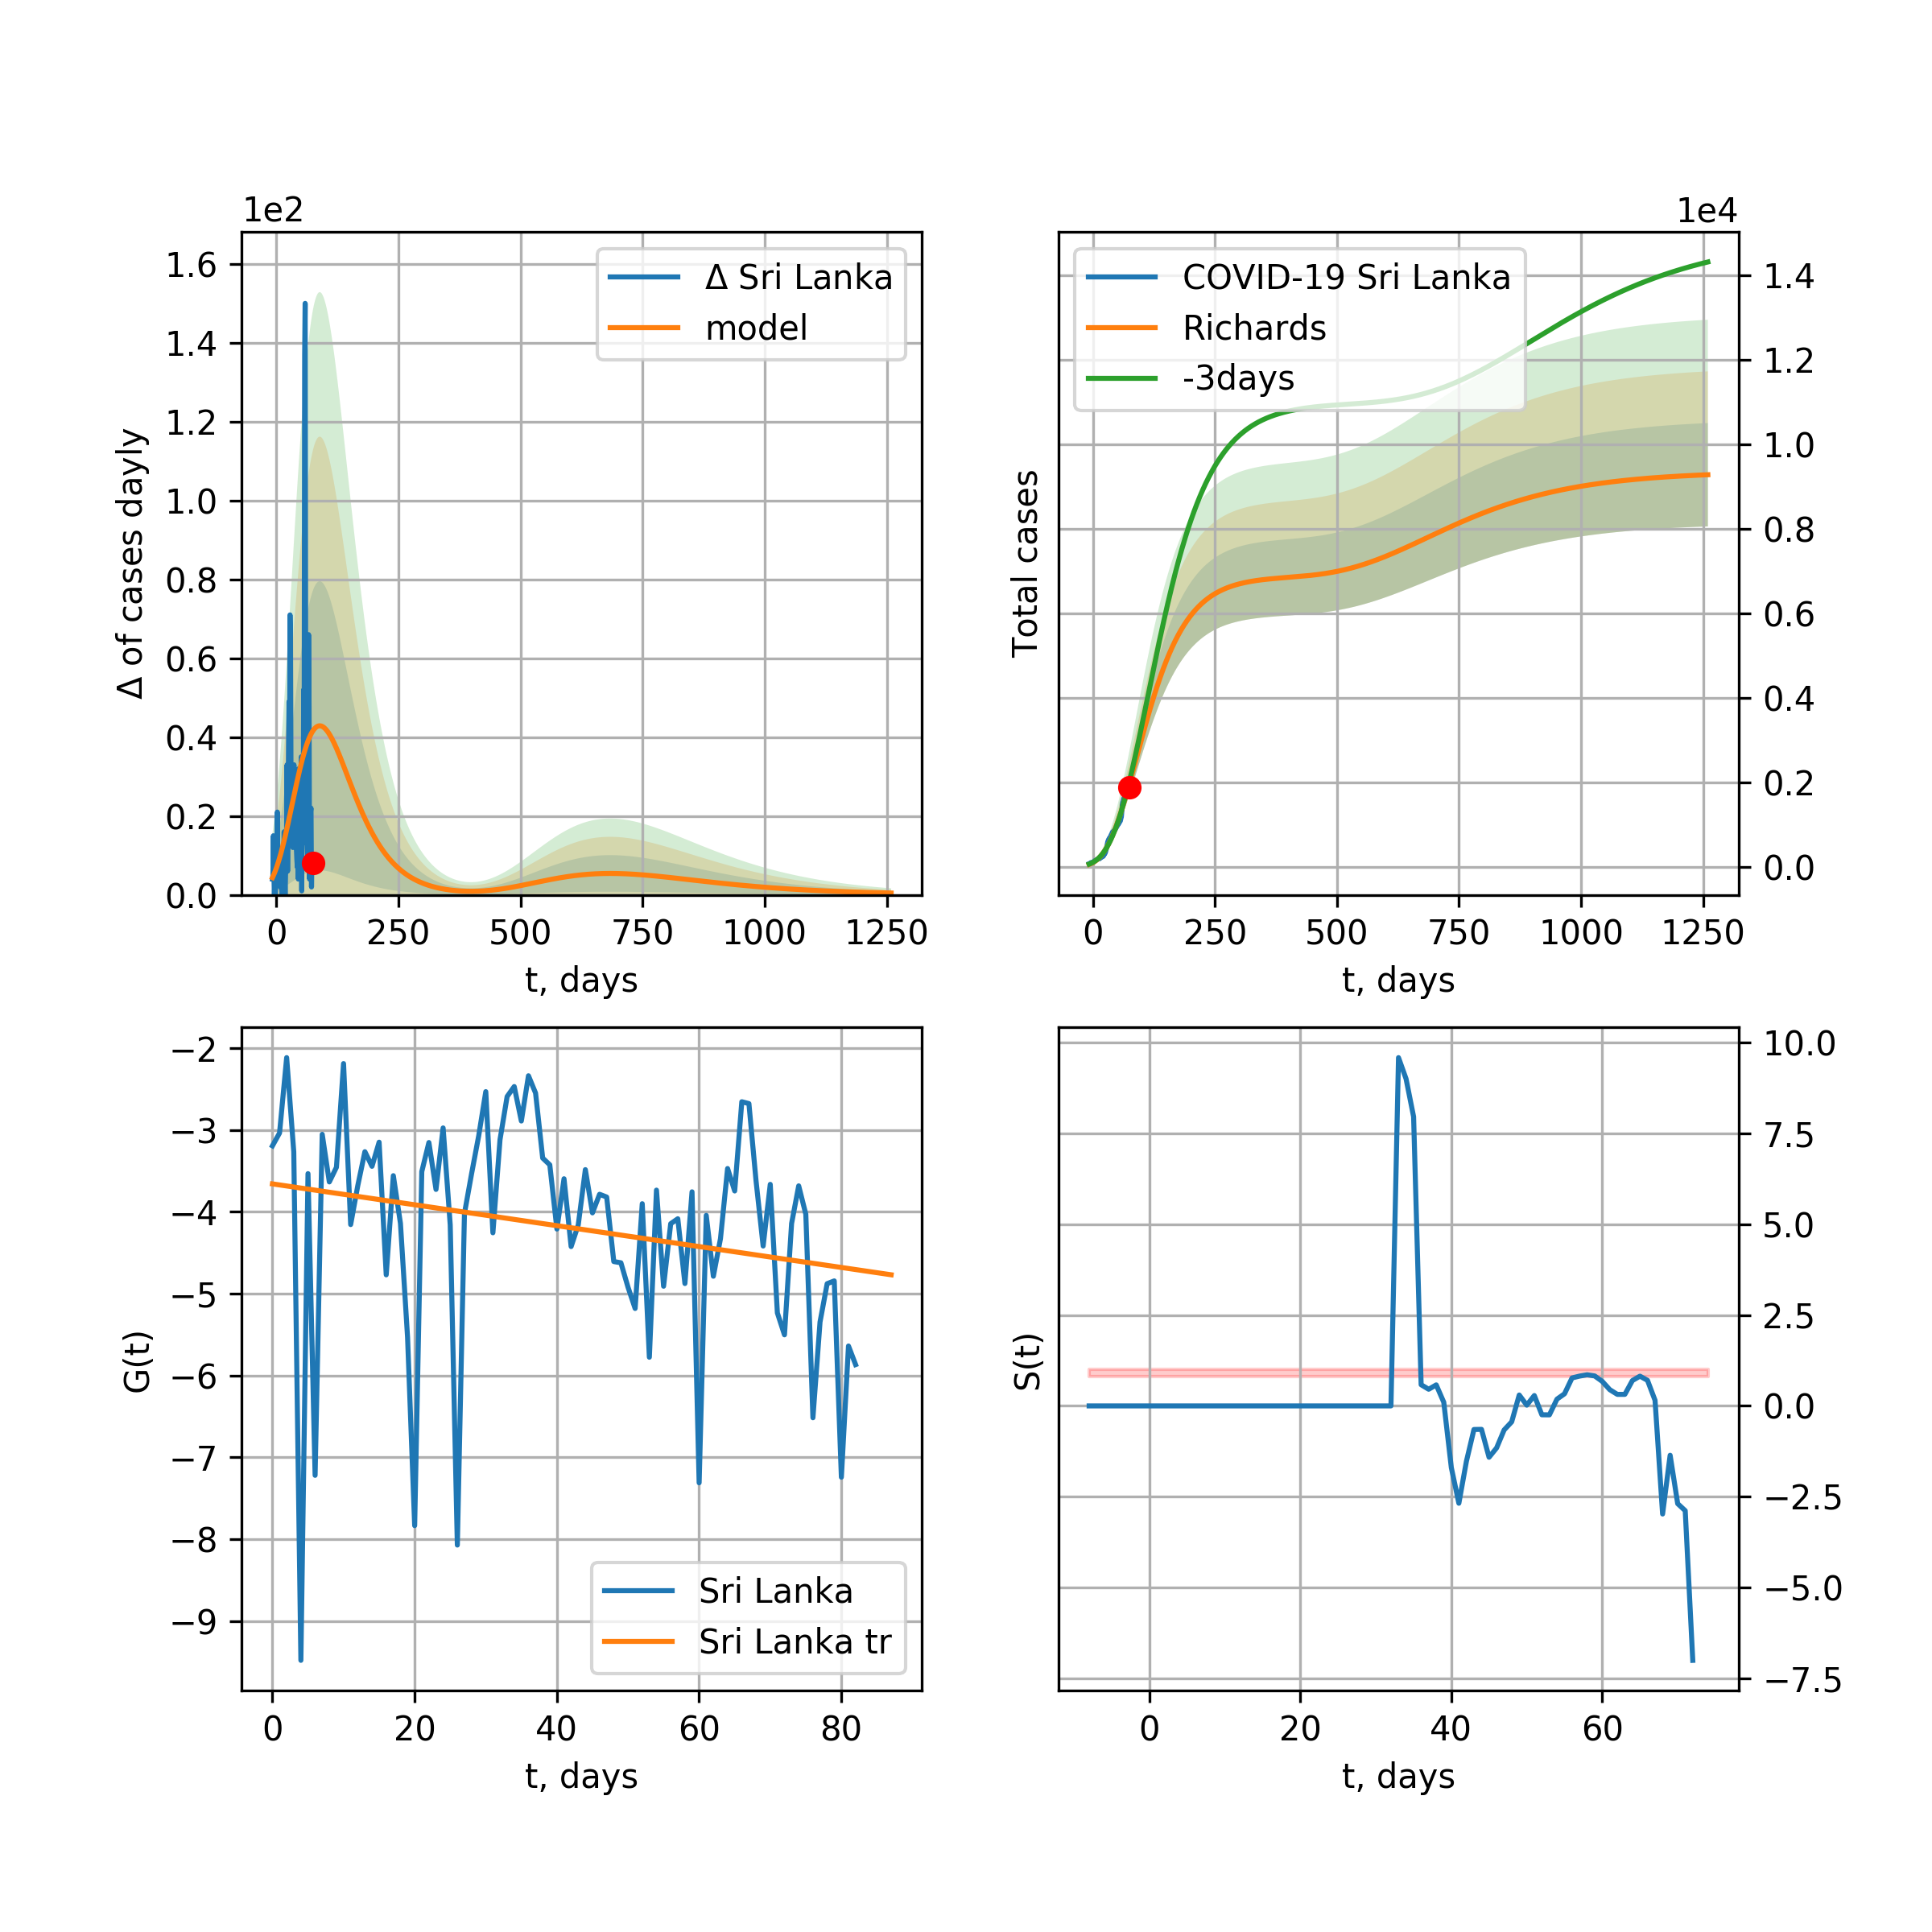 1e2
1.6
1.4
1.2
1.0
0.8
0.6
0.4
0.2
0.0
Δ of cases dayly
Δ Sri Lanka
model
0 250 500 750 1000 1250
t, days
1e4
COVID-19 Sri Lanka
Richards
-3days
Total cases
1.4
1.2
1.0
0.8
0.6
0.4
0.2
0.0
0 250 500 750 1000 1250
t, days
−2
−3
−4
−5
−6
−7
−8
−9
G(t)
Sri Lanka
Sri Lanka tr
0 20 40 60 80
t, days
S(t)
10.0
7.5
5.0
2.5
0.0
−2.5
−5.0
−7.5
0 20 40 60
t, days